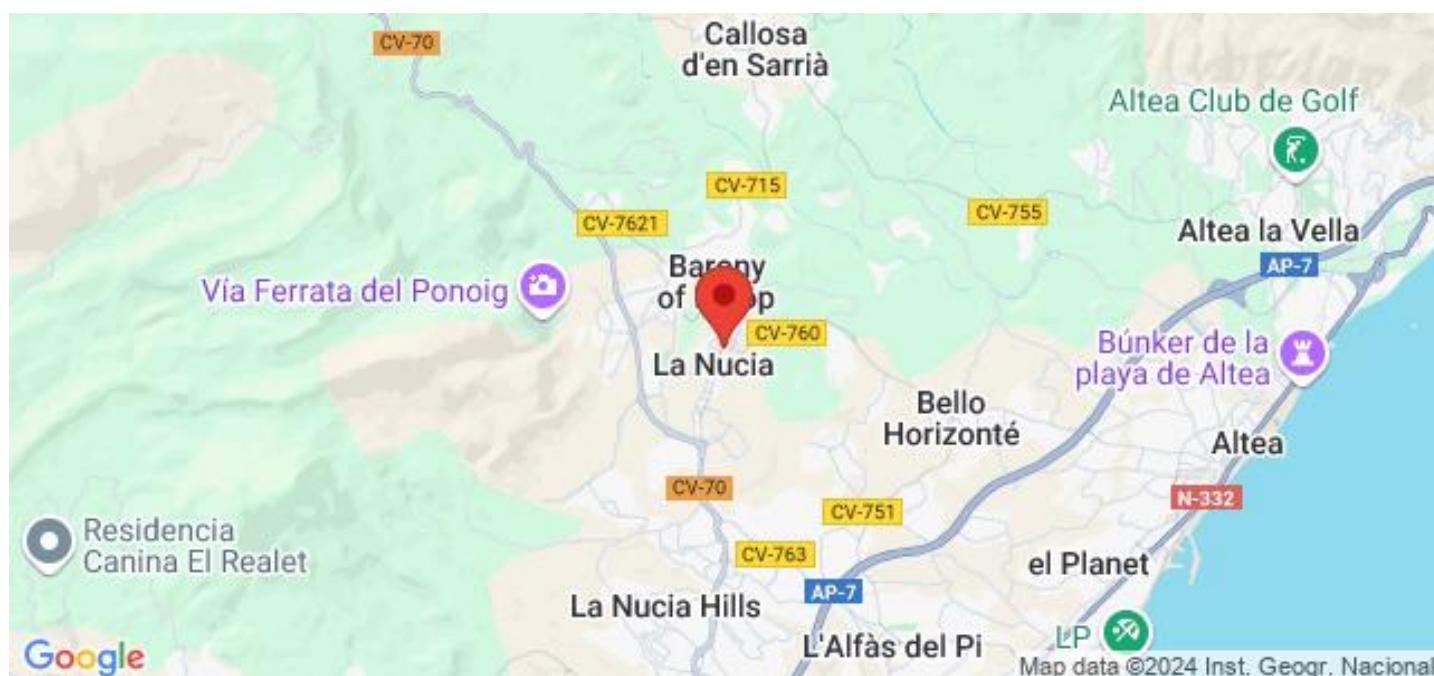 CV-70
Callosa
d'en Sarrià
Altea Club de Golf
CV-715
CV-755
CV-7621
Altea la Vella
AP-7
Vía Ferrata del Ponoig
Barony
of
CV-760
La Nucia
Búnker de la
playa de Altea
Bello
Horizonté
Altea
CV-70
N-332
CV-751
Residencia
Canina El Realet
CV-763
el Planet
AP-7
La Nucia Hills
L'Alfàs del Pi
LP
Google
Map data ©2024 Inst. Geogr. Nacional